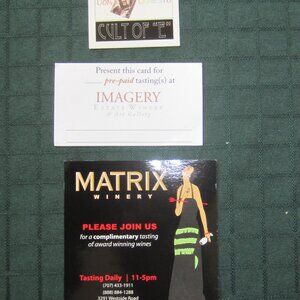 CULT OF "E"
Present this card for
pre-paid tasting(s) at
IMAGERY
Estate Winery
& Art Gallery
MATRIX
WINERY
PLEASE JOIN US
for a complimentary tasting
of award winning wines
Tasting Daily | 11-5pm
(707) 433-1911
(888) 884-1288
3291 Westside Road